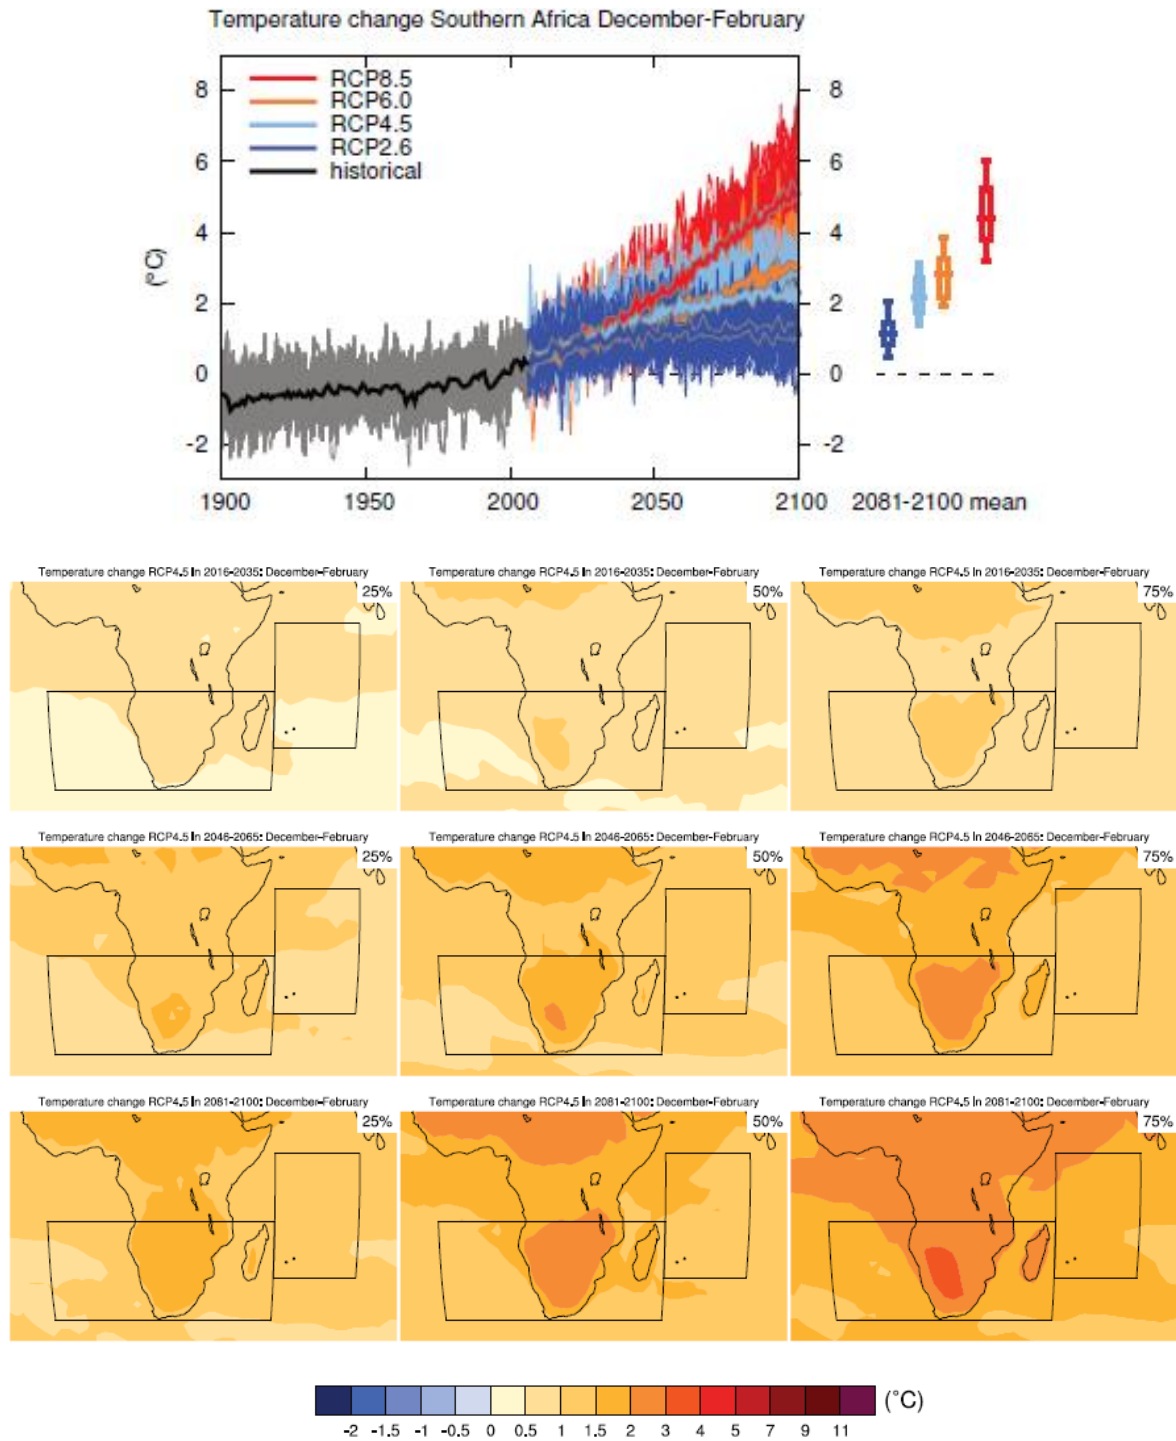 Temperature change Southern Africa December-February
RCP8.5
RCP6.0
RCP4.5
RCP2.6
historical
(°C)
8
6
4
2
0
-2
8
6
4
2
0
-2
1900
1950
2000
2050
2100
2081-2100 mean
Temperature change RCP4.5 in 2016-2035: December-February
25%
Temperature change RCP4.5 in 2016-2035: December-February
50%
Temperature change RCP4.5 in 2016-2035: December-February
75%
Temperature change RCP4.5 in 2046-2065: December-February
25%
Temperature change RCP4.5 in 2046-2065: December-February
50%
Temperature change RCP4.5 in 2046-2065: December-February
75%
Temperature change RCP4.5 in 2081-2100: December-February
25%
Temperature change RCP4.5 in 2081-2100: December-February
50%
Temperature change RCP4.5 in 2081-2100: December-February
75%
(°C)
-2 -1.5 -1 -0.5 0 0.5 1 1.5 2 3 4 5 7 9 11